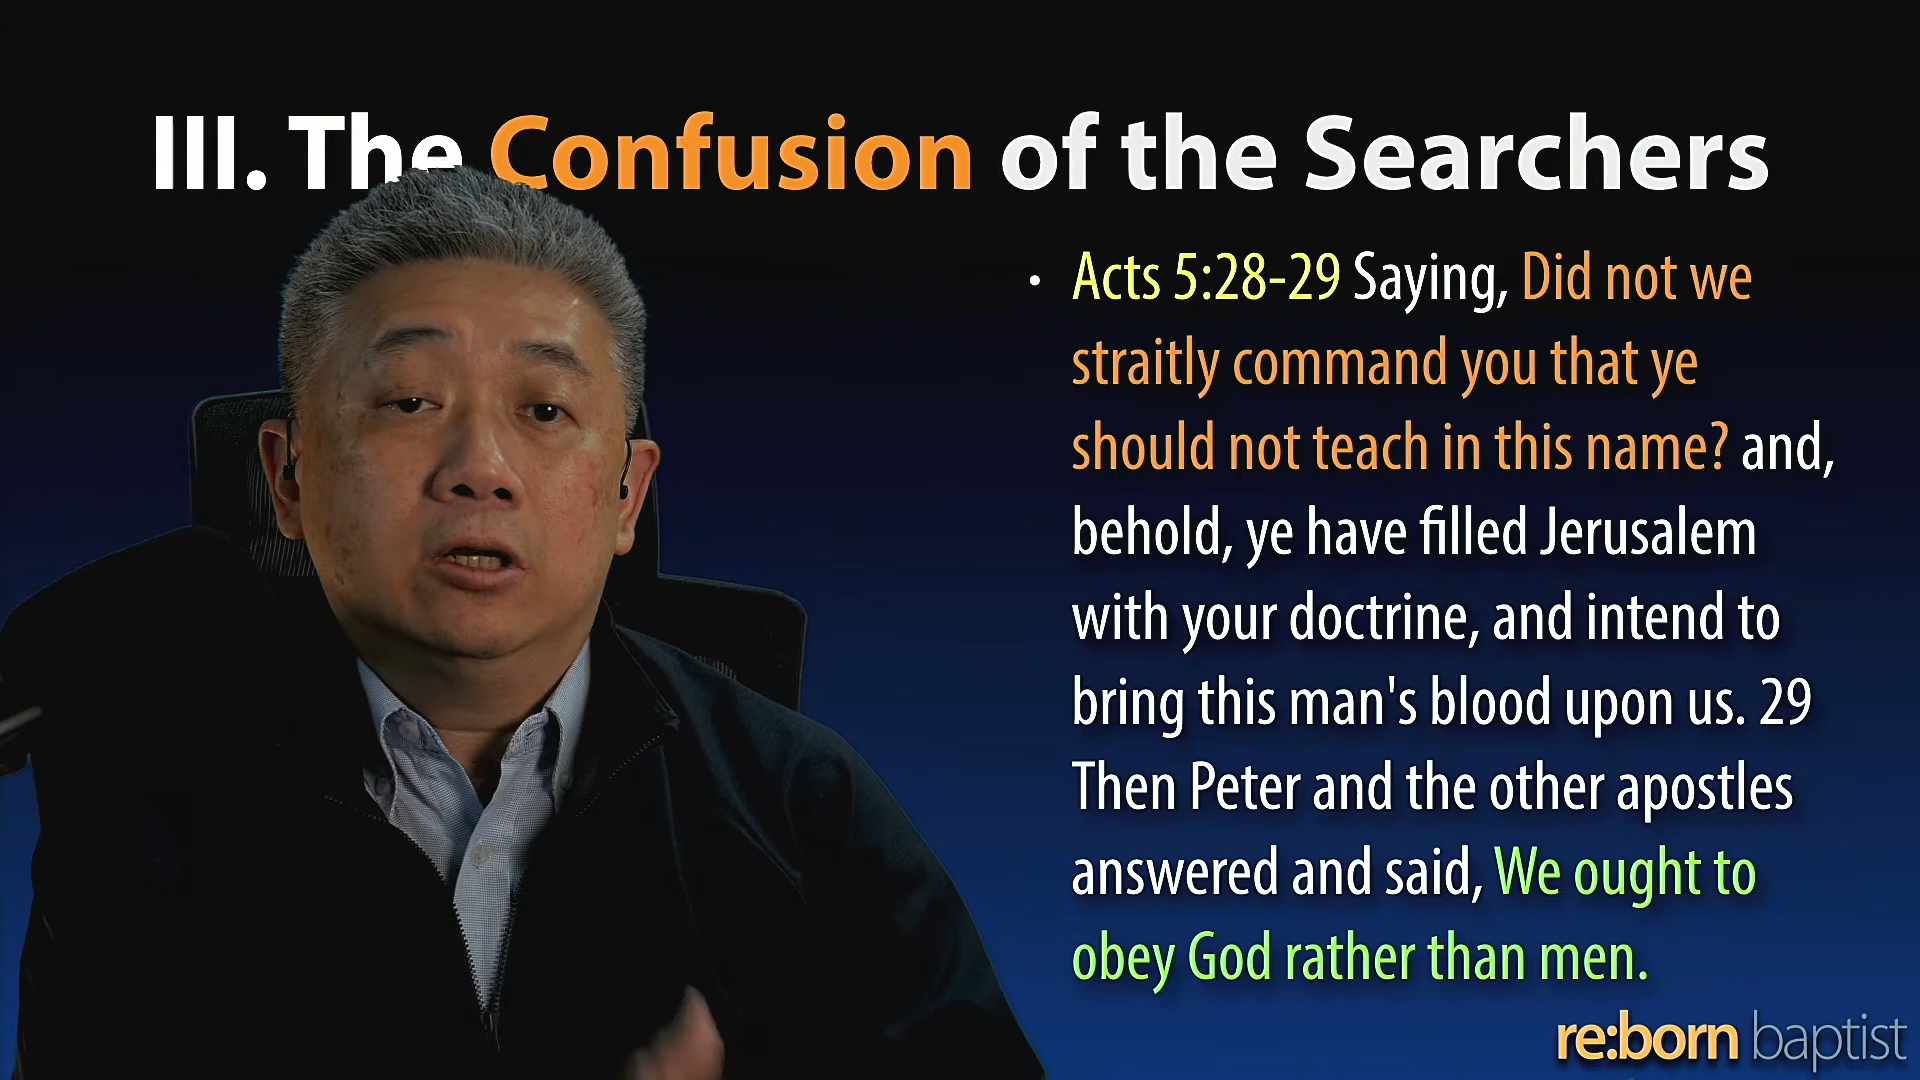 III. The Confusion of the Searchers
• Acts 5:28-29 Saying, Did not we
straitly command you that ye
should not teach in this name? and,
behold, ye have filled Jerusalem
with your doctrine, and intend to
bring this man's blood upon us. 29
Then Peter and the other apostles
answered and said, We ought to
obey God rather than men.
re:born baptist